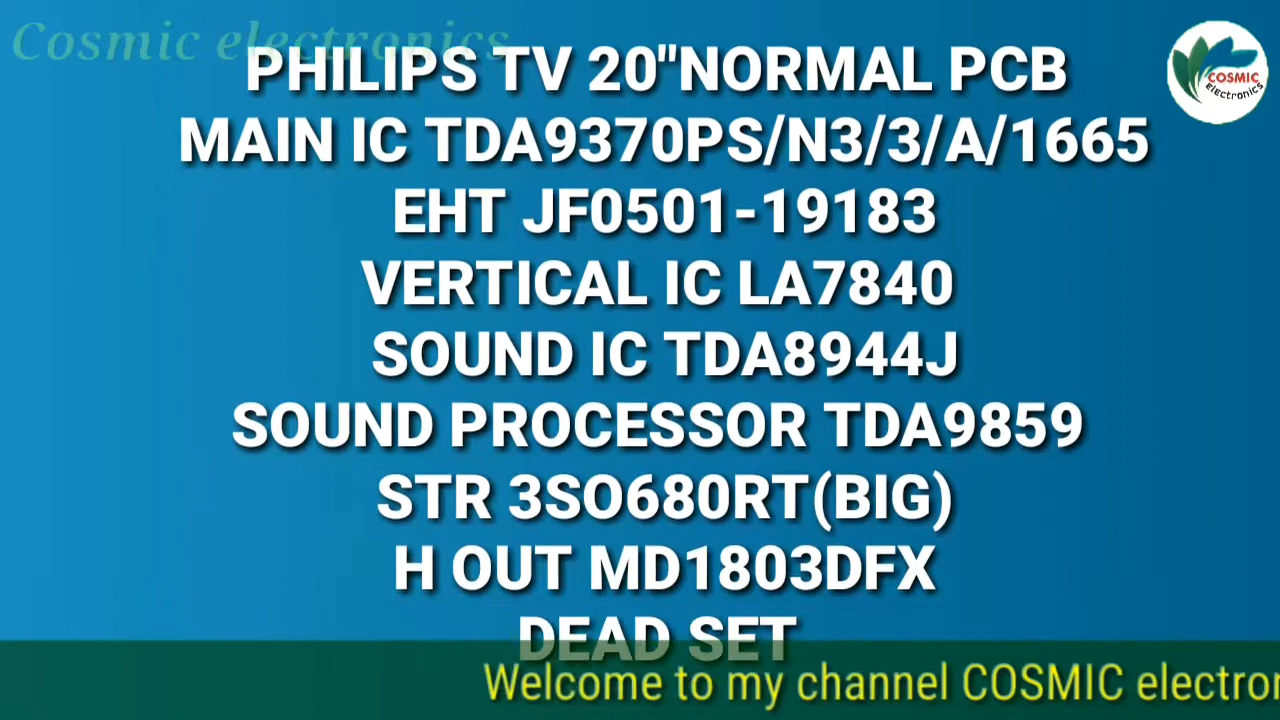 Cosmic electronics
PHILIPS TV 20"NORMAL PCB
COSMIC
Electronics
MAIN IC TDA9370PS/N3/3/A/1665
EHT JF0501-19183
VERTICAL IC LA7840
SOUND IC TDA8944J
SOUND PROCESSOR TDA9859
STR 3SO680RT(BIG)
H OUT MD1803DFX
DEAD SET
Welcome to my channel COSMIC electror